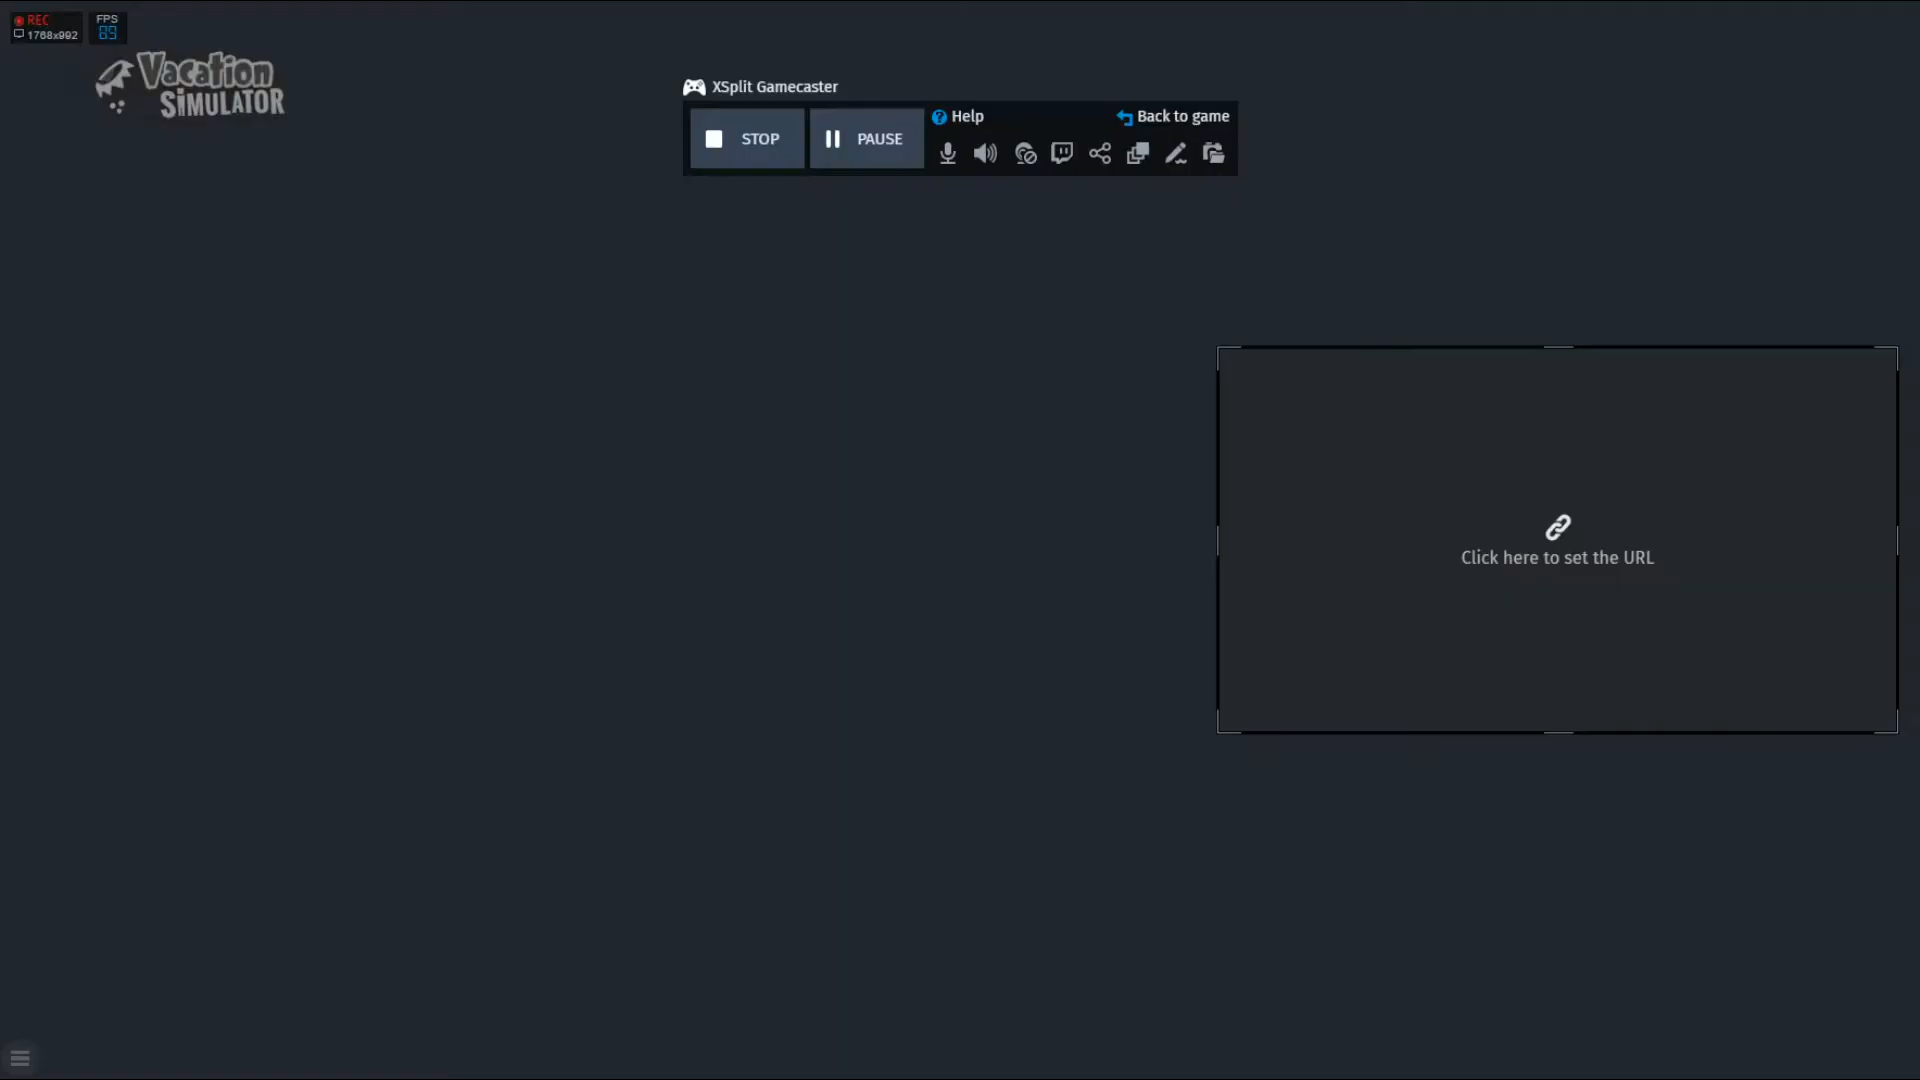 REC
1768x992
FPS
89
Vacation
SIMULATOR
XSplit Gamecaster
STOP
PAUSE
Help
Back to game
Click here to set the URL